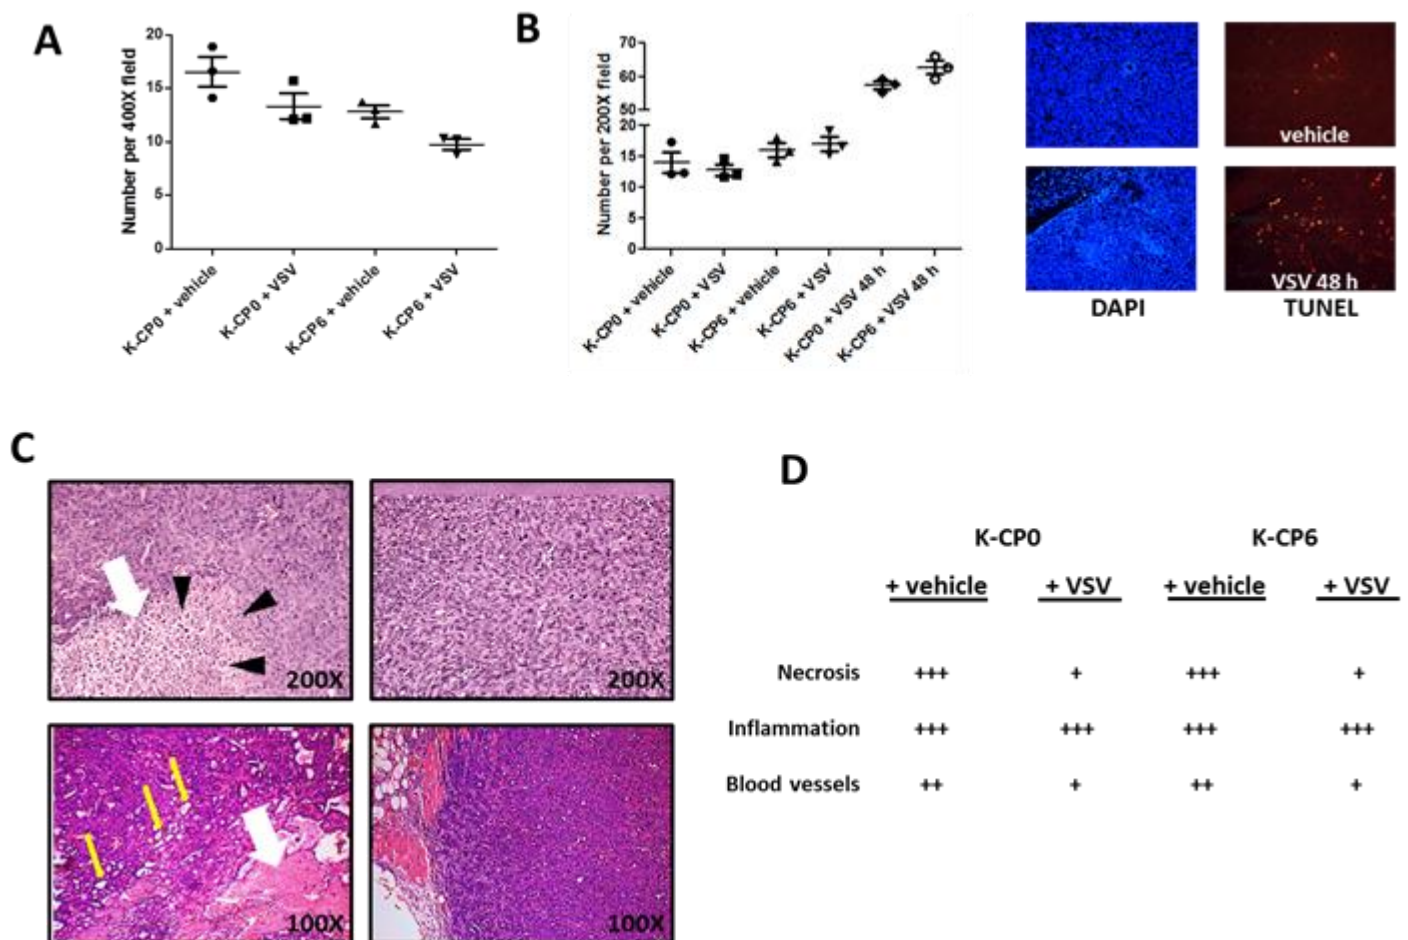 A
Number per 400X field
20
15
10
5
0
K-CP0 + vehicle
K-CP0 + VSV
K-CP6 + vehicle
K-CP6 + VSV
B
Number per 200X field
70
60
50
20
15
10
5
0
K-CP0 + vehicle
K-CP0 + VSV
K-CP6 + vehicle
K-CP6 + VSV
K-CP0 + VSV 48 h
K-CP6 + VSV 48 h
vehicle
VSV 48 h
DAPI
TUNEL
C
200X
200X
100X
100X
D
K-CP0 K-CP6
+ vehicle + VSV + vehicle + VSV
Necrosis +++ + +++ +
Inflammation +++ +++ +++ +++
Blood vessels ++ + ++ +